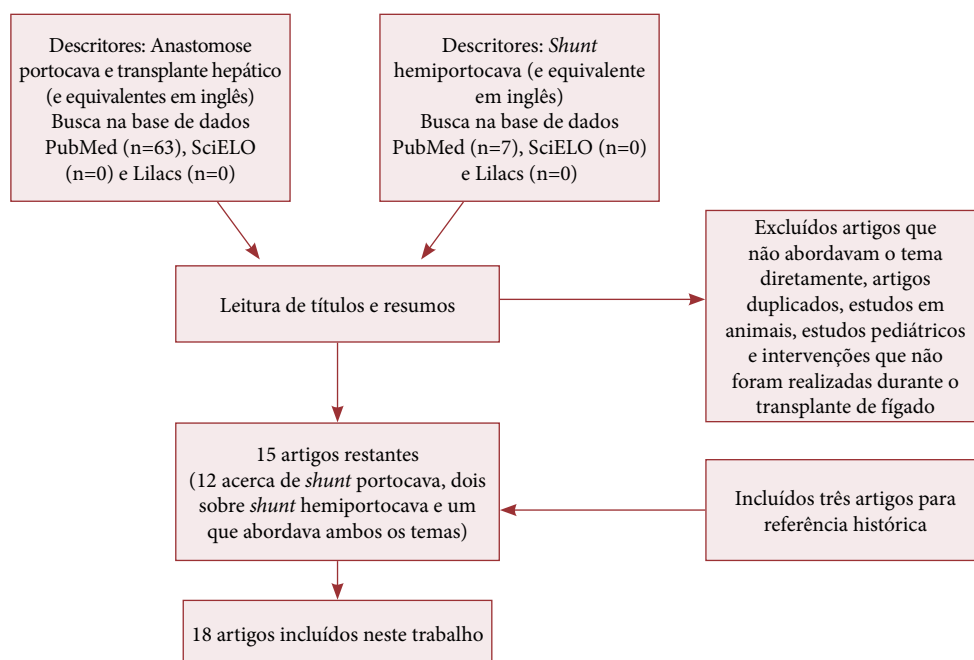 Descritores: Anastomose
portocava e transplante hepático
(e equivalentes em inglês)
Busca na base de dados
PubMed (n=63), SciELO
(n=0) e Lilacs (n=0)
Descritores: Shunt
hemiportocava (e equivalente
em inglês)
Busca na base de dados
PubMed (n=7), SciELO (n=0)
e Lilacs (n=0)
Leitura de títulos e resumos
Excluídos artigos que
não abordavam o tema
diretamente, artigos
duplicados, estudos em
animais, estudos pediátricos
e intervenções que não
foram realizadas durante o
transplante de fígado
15 artigos restantes
(12 acerca de shunt portocava, dois
sobre shunt hemiportocava e um
que abordava ambos os temas)
Incluídos três artigos para
referência histórica
18 artigos incluídos neste trabalho